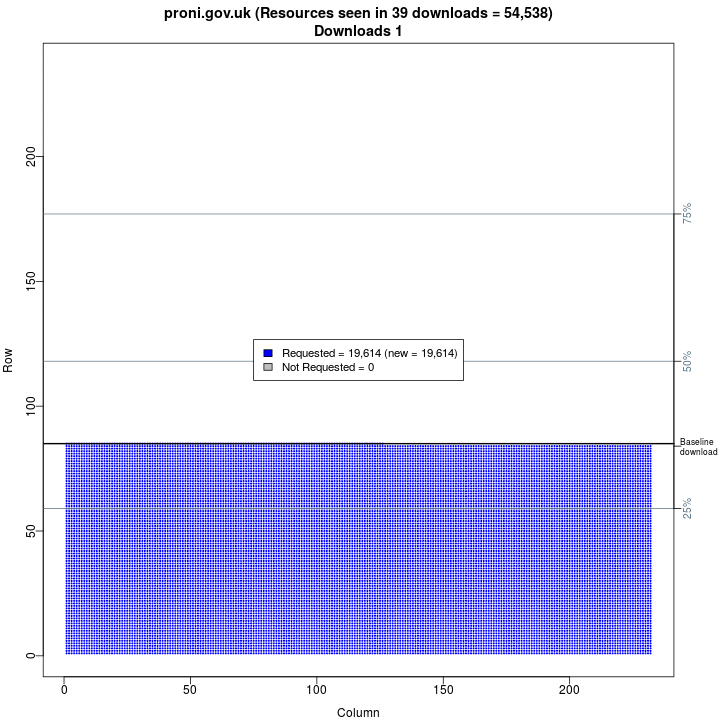 proni.gov.uk (Resources seen in 39 downloads = 54,538)
Downloads 1
200
150
100
50
0
Row
75%
50%
25%
Requested = 19,614 (new = 19,614)
Not Requested = 0
Baseline
download
0
50
100
150
200
Column